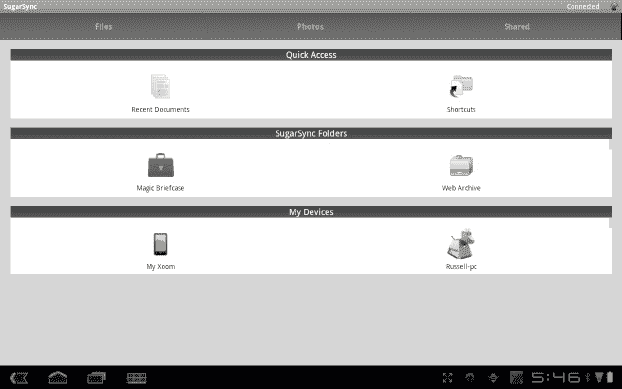 SugarSync Connected
Files Photos Shared
Quick Access
Recent Documents Shortcuts
SugarSync Folders
Magic Briefcase Web Archive
My Devices
My Xoom Russell-pc
5:46